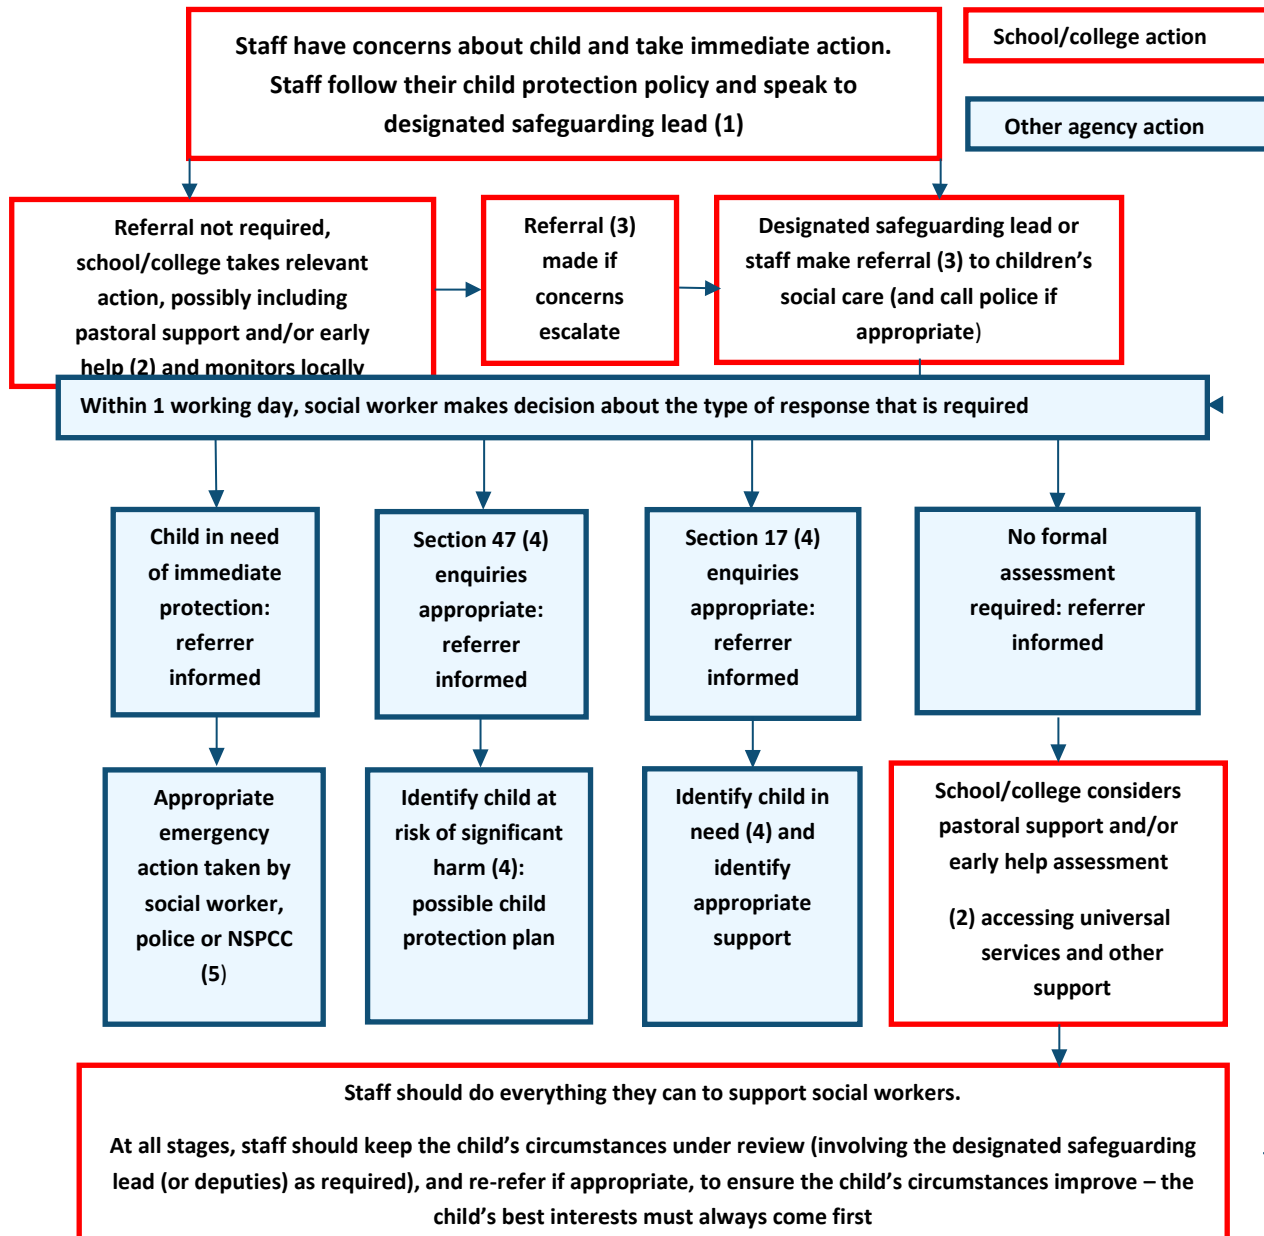 Staff have concerns about child and take immediate action.
Staff follow their child protection policy and speak to
designated safeguarding lead (1)
School/college action
Other agency action
Referral not required,
school/college takes relevant
action, possibly including
pastoral support and/or early
help (2) and monitors locally
Referral (3)
made if
concerns
escalate
Designated safeguarding lead or
staff make referral (3) to children’s
social care (and call police if
appropriate)
Within 1 working day, social worker makes decision about the type of response that is required
Child in need
of immediate
protection:
referrer
informed
Section 47 (4)
enquiries
appropriate:
referrer
informed
Section 17 (4)
enquiries
appropriate:
referrer
informed
No formal
assessment
required: referrer
informed
Appropriate
emergency
action taken by
social worker,
police or NSPCC
(5)
Identify child at
risk of significant
harm (4):
possible child
protection plan
Identify child in
need (4) and
identify
appropriate
support
School/college considers
pastoral support and/or
early help assessment
(2) accessing universal
services and other
support
Staff should do everything they can to support social workers.
At all stages, staff should keep the child’s circumstances under review (involving the designated safeguarding
lead (or deputies) as required), and re-refer if appropriate, to ensure the child’s circumstances improve – the
child’s best interests must always come first